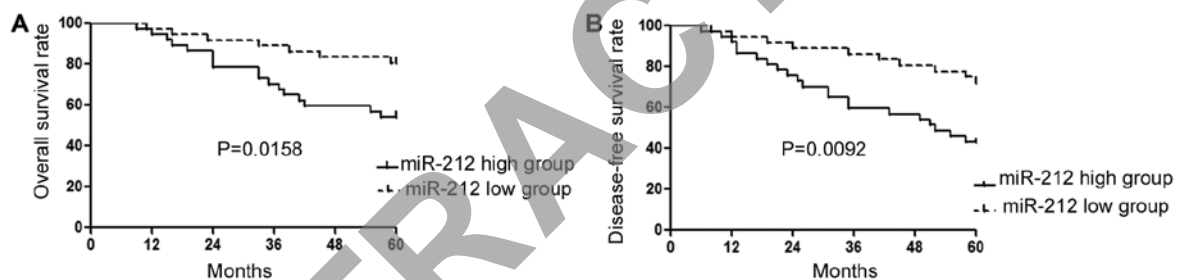 A
Overall survival rate
100
80
60
40
20
0
0 12 24 36 48 60
Months
P=0.0158
miR-212 high group
miR-212 low group
B
Disease-free survival rate
100
80
60
40
20
0
0 12 24 36 48 60
Months
P=0.0092
miR-212 high group
miR-212 low group
TRACT